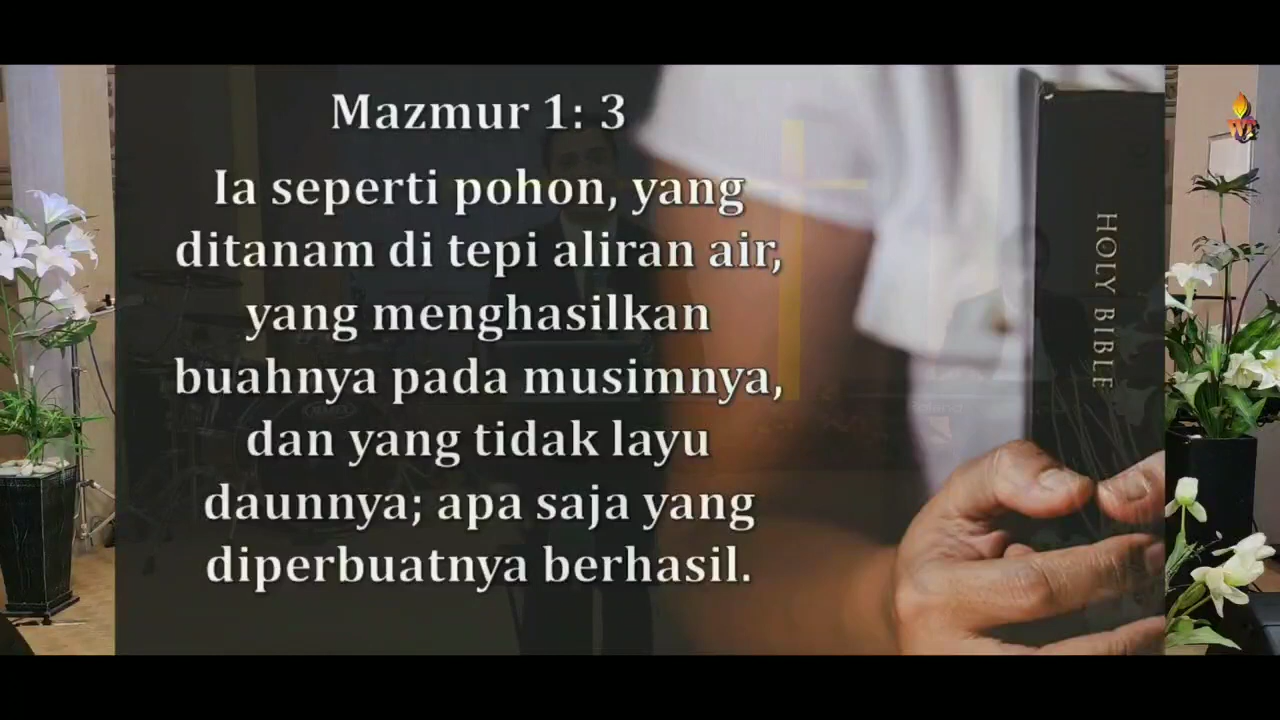 Mazmur 1: 3
Ia seperti pohon, yang
ditanam di tepi aliran air,
yang menghasilkan
buahnya pada musimnya,
dan yang tidak layu
daunnya; apa saja yang
diperbuatnya berhasil.
HOLY BIBLE
WT